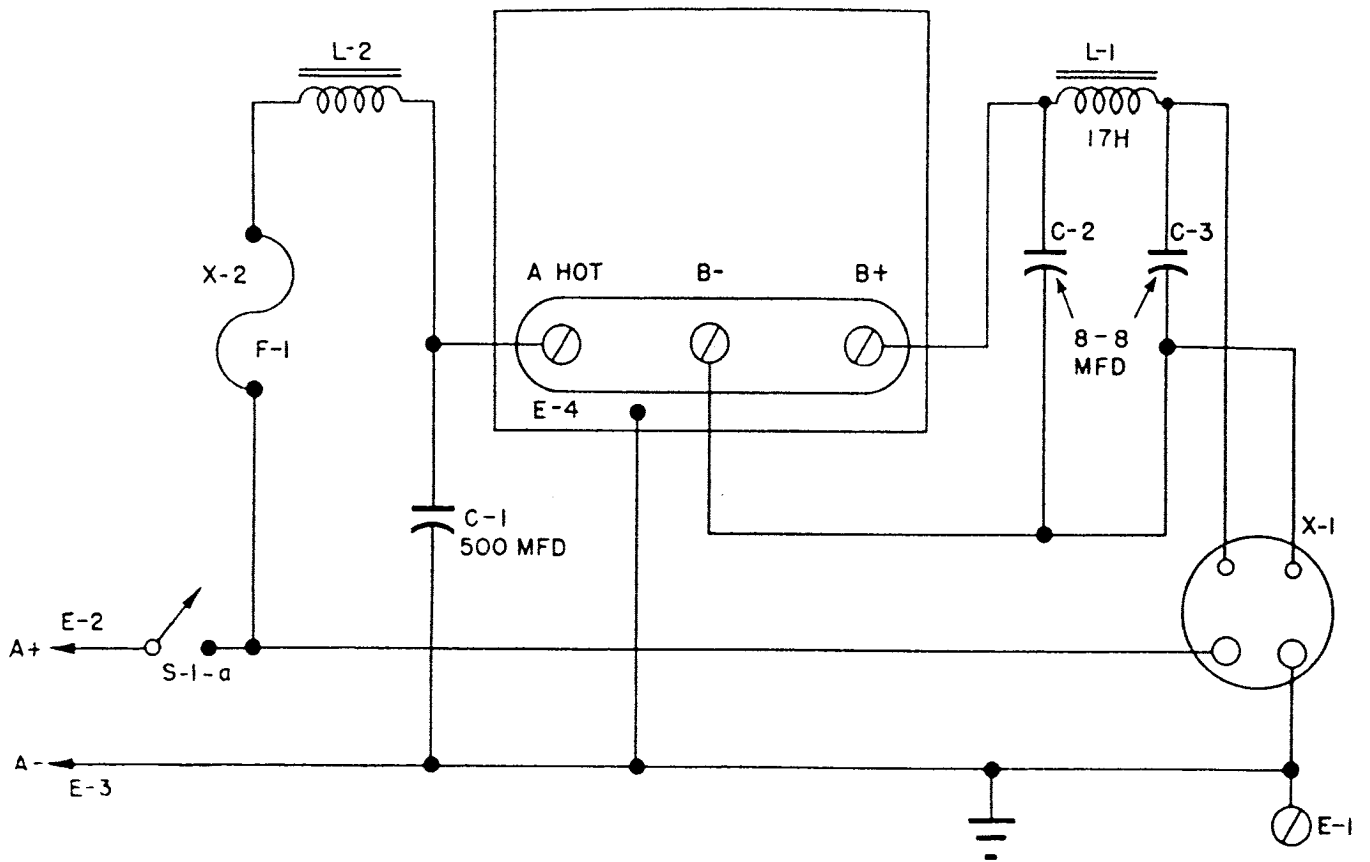 L-2
L-1
17H
X-2
F-1
A HOT
B-
B+
C-2
C-3
8-8
MFD
E-4
C-1
500 MFD
X-1
A+
E-2
S-1-a
A-
E-3
E-1